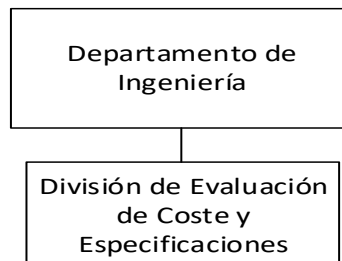 Departamento de
Ingeniería
División de Evaluación
de Coste y
Especificaciones